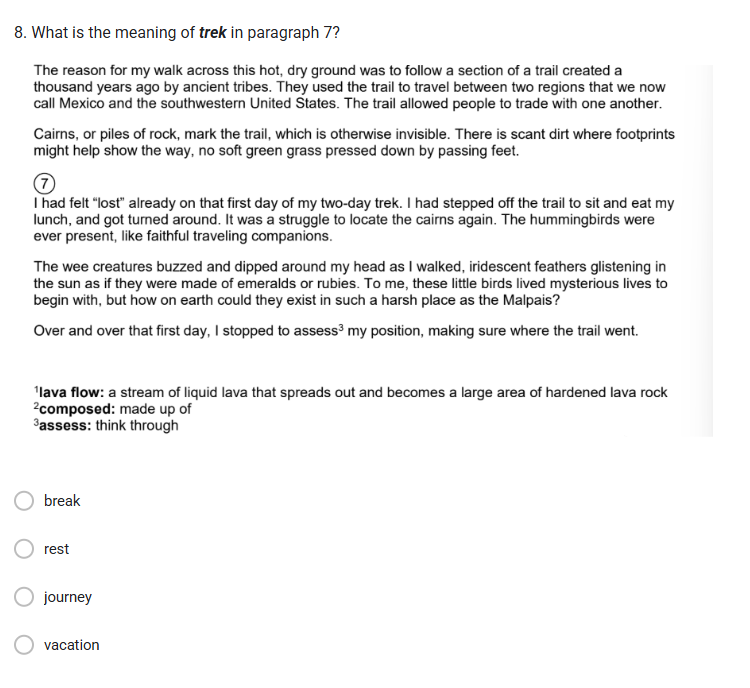 8. What is the meaning of trek in paragraph 7?
The reason for my walk across this hot, dry ground was to follow a section of a trail created a
thousand years ago by ancient tribes. They used the trail to travel between two regions that we now
call Mexico and the southwestern United States. The trail allowed people to trade with one another.
Cairns, or piles of rock, mark the trail, which is otherwise invisible. There is scant dirt where footprints
might help show the way, no soft green grass pressed down by passing feet.
7
I had felt "lost" already on that first day of my two-day trek. I had stepped off the trail to sit and eat my
lunch, and got turned around. It was a struggle to locate the cairns again. The hummingbirds were
ever present, like faithful traveling companions.
The wee creatures buzzed and dipped around my head as I walked, iridescent feathers glistening in
the sun as if they were made of emeralds or rubies. To me, these little birds lived mysterious lives to
begin with, but how on earth could they exist in such a harsh place as the Malpais?
Over and over that first day, I stopped to assess³ my position, making sure where the trail went.
¹lava flow: a stream of liquid lava that spreads out and becomes a large area of hardened lava rock
²composed: made up of
³assess: think through
break
rest
journey
vacation